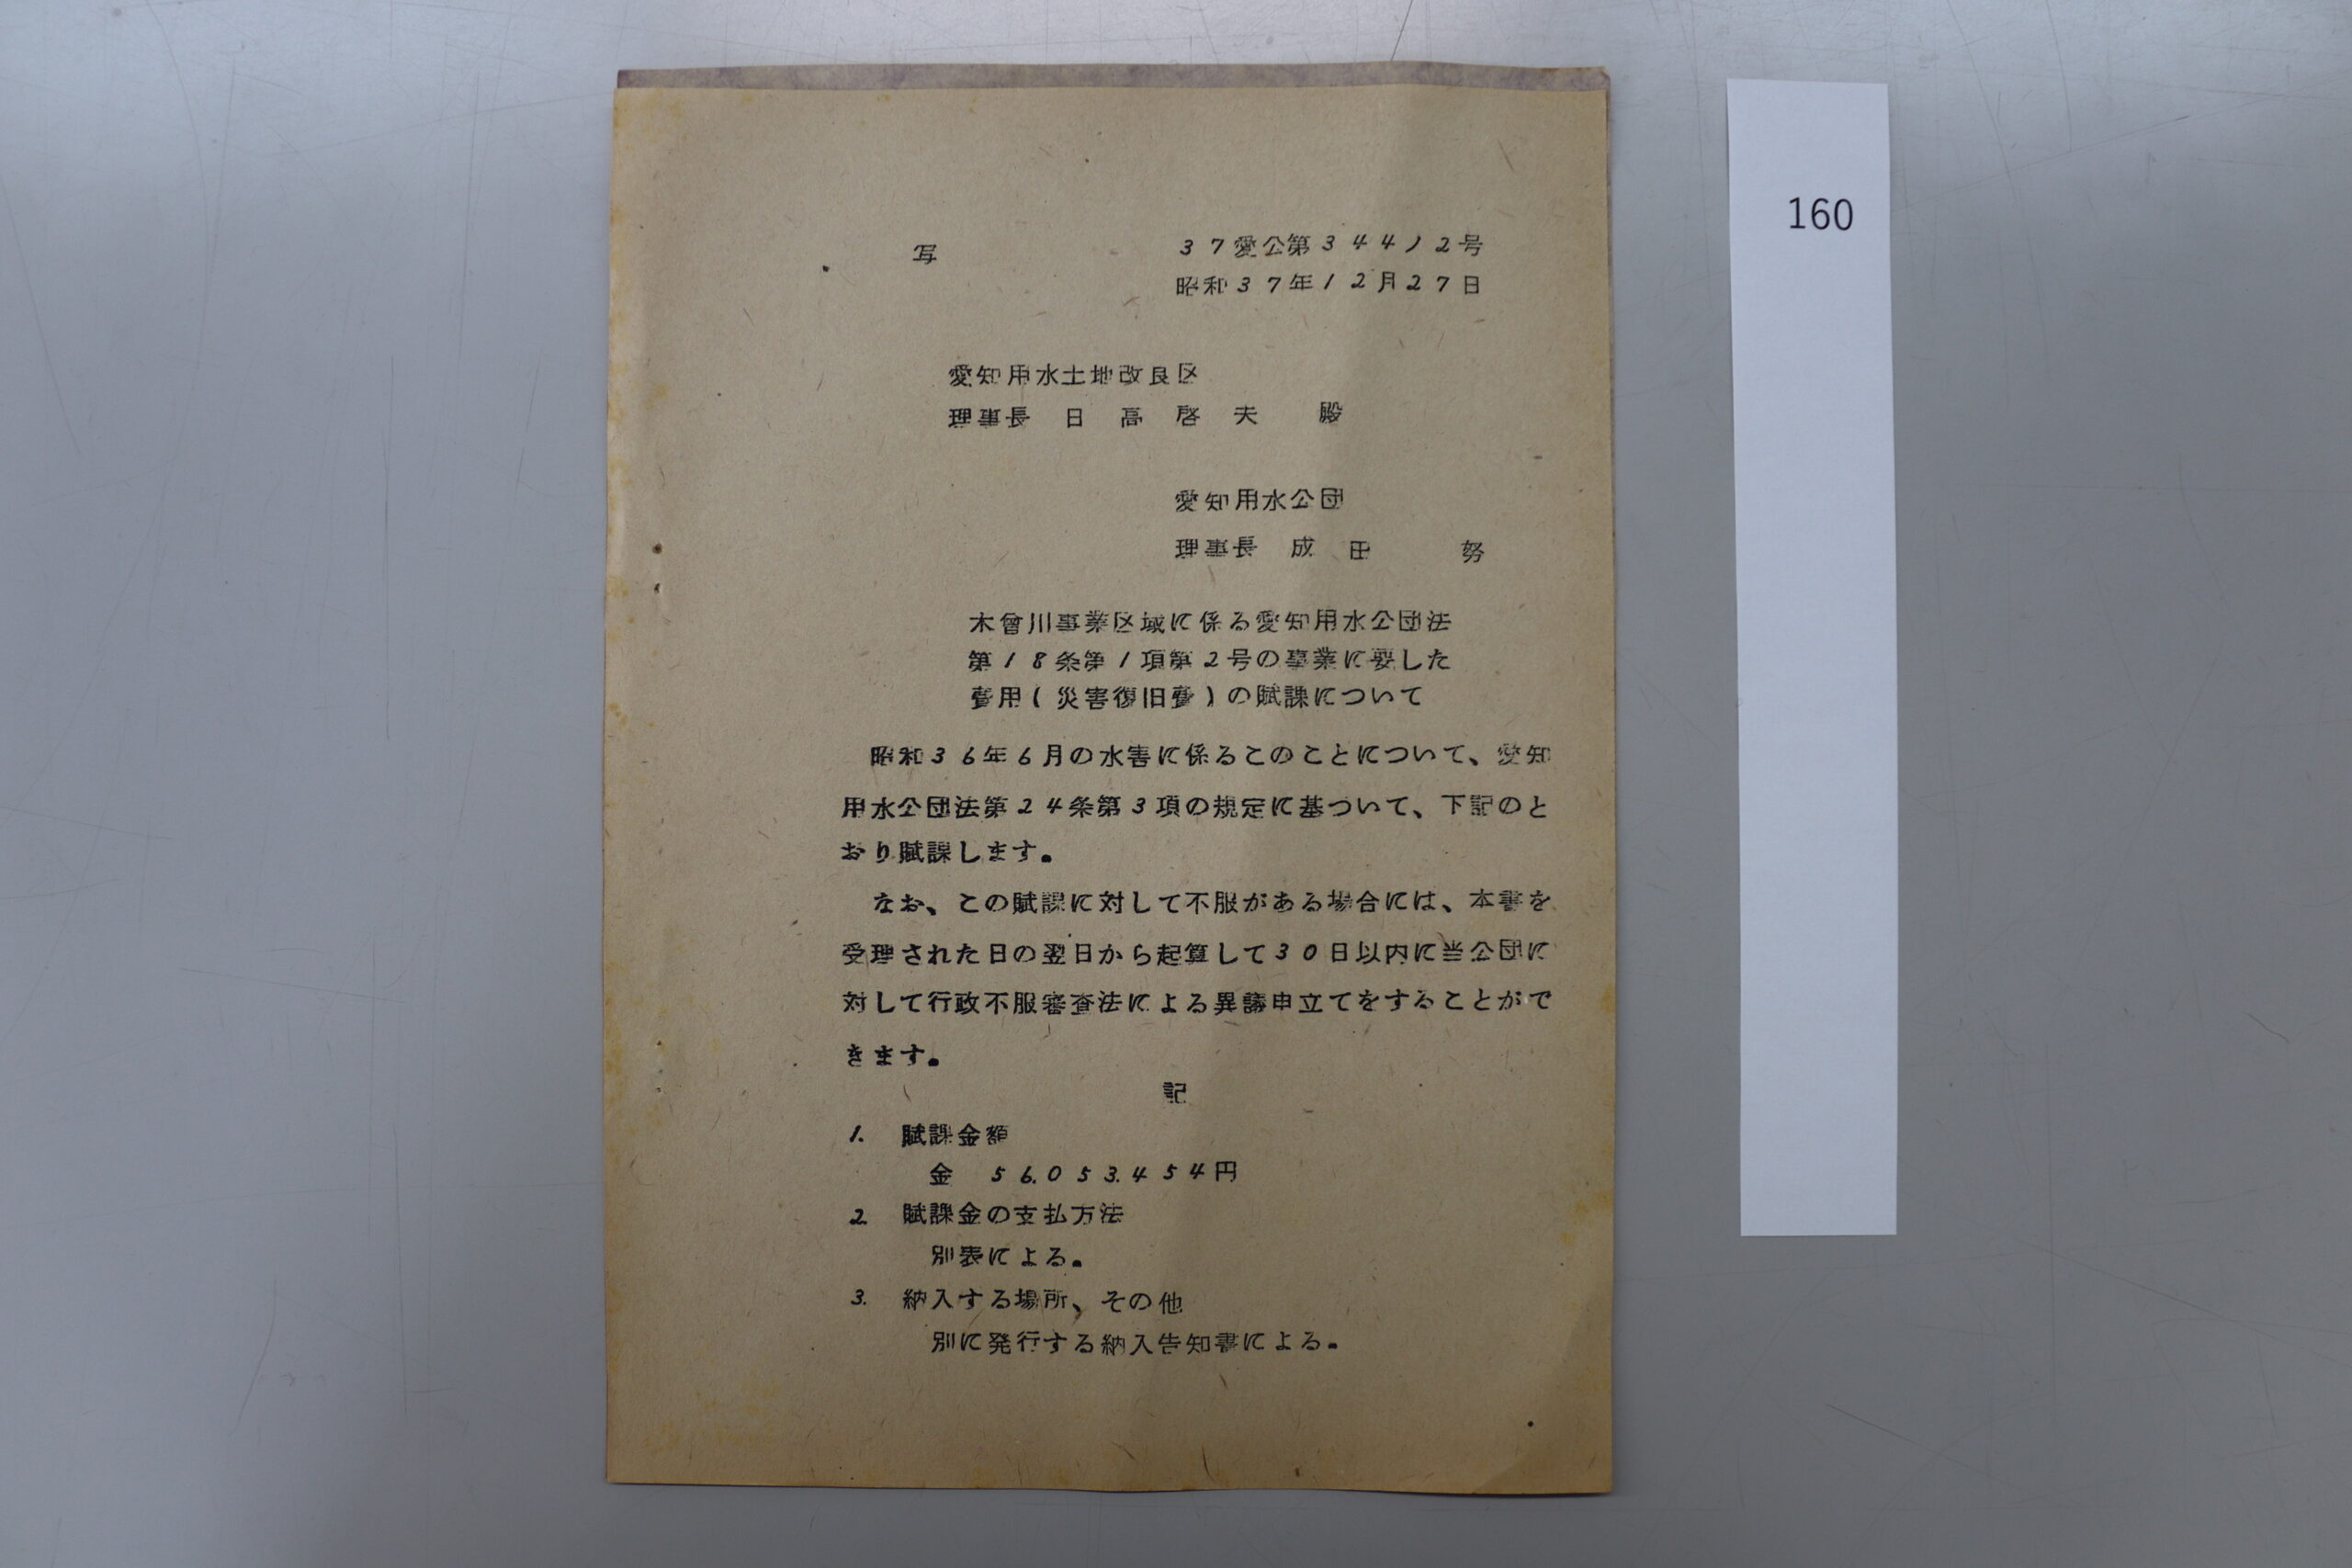 写
37愛公第344ノ2号
昭和37年12月27日
愛知用水土地改良区
理事長 日高啓夫 殿
愛知用水公団
理事長 成田 努
木曾川事業区域に係る愛知用水公団法
第18条第1項第2号の事業に要した
費用(災害復旧費)の賦課について
昭和36年6月の水害に係るこのことについて、愛知
用水公団法第24条第3項の規定に基ついて、下記のと
おり賦課します。
なお、この賦課に対して不服がある場合には、本書を
受理された日の翌日から起算して30日以内に当公団に
対して行政不服審査法による異議申立てをすることがで
きます。
記
1. 賦課金額
金 56.053.454円
2. 賦課金の支払方法
別表による。
3. 納入する場所、その他
別に発行する納入告知書による。
160